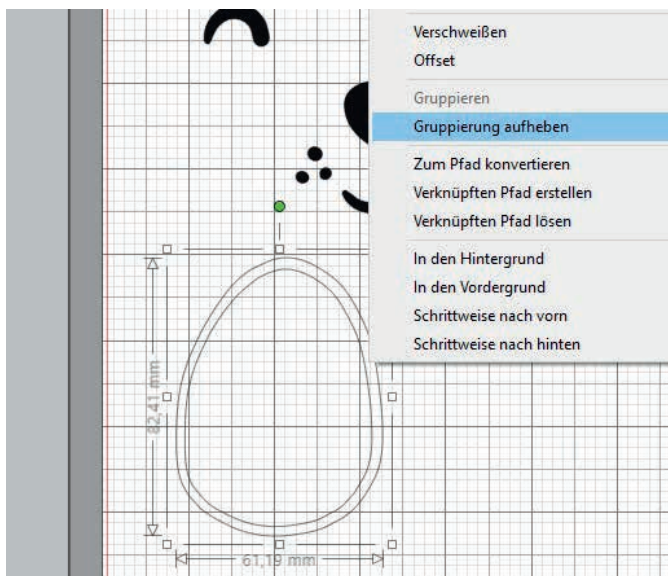 Verschweißen
Offset
Gruppieren
Gruppierung aufheben
Zum Pfad konvertieren
Verknüpften Pfad erstellen
Verknüpften Pfad lösen
In den Hintergrund
In den Vordergrund
Schrittweise nach vorn
Schrittweise nach hinten
82,41 mm
61,19 mm